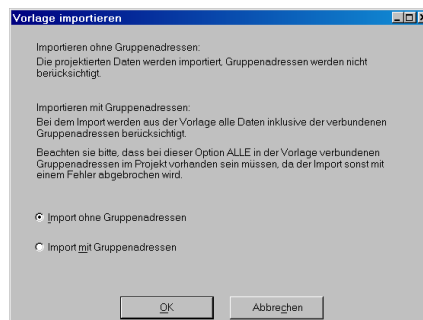 Vorlage importieren
Importieren ohne Gruppenadressen:
Die projektierten Daten werden importiert, Gruppenadressen werden nicht
berücksichtigt.
Importieren mit Gruppenadressen:
Bei dem Import werden aus der Vorlage alle Daten inklusive der verbundenen
Gruppenadressen berücksichtigt.
Beachten sie bitte, dass bei dieser Option ALLE in der Vorlage verbundenen
Gruppenadressen im Projekt vorhanden sein müssen, da der Import sonst mit
einem Fehler abgebrochen wird.
Import ohne Gruppenadressen
Import mit Gruppenadressen
OK Abbrechen